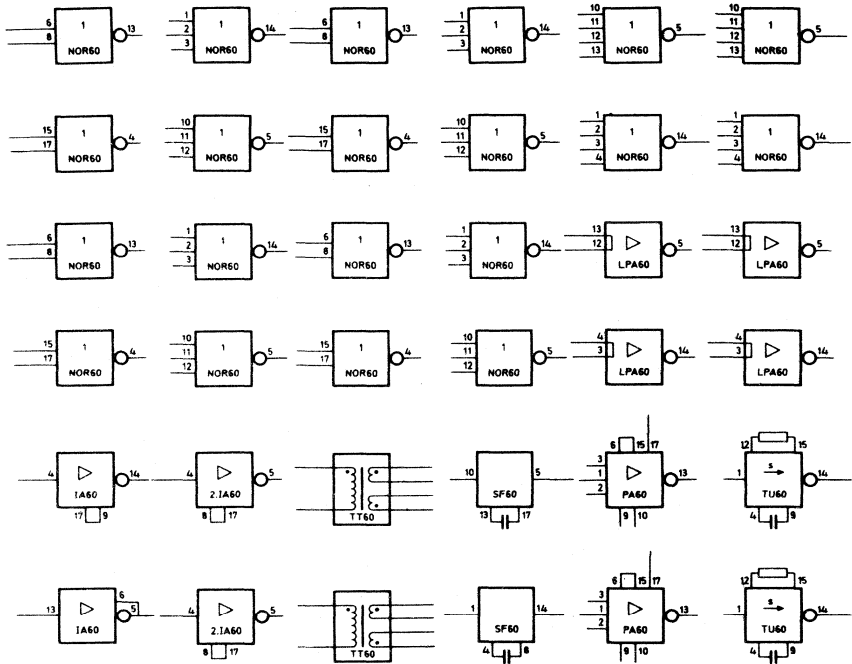 6 8 1 NOR60 13
1 2 3 1 NOR60 14
6 8 1 NOR60 13
1 2 3 1 NOR60 14
10 11 12 13 1 NOR60 5
10 11 12 13 1 NOR60 5
15 17 1 NOR60 4
10 11 12 1 NOR60 5
15 17 1 NOR60 4
10 11 12 1 NOR60 5
1 2 3 4 1 NOR60 14
1 2 3 4 1 NOR60 14
6 8 1 NOR60 13
1 2 3 1 NOR60 14
6 8 1 NOR60 13
1 2 3 1 NOR60 14
13 12 LPA60 5
13 12 LPA60 5
15 17 1 NOR60 4
10 11 12 1 NOR60 5
15 17 1 NOR60 4
10 11 12 1 NOR60 5
4 3 LPA60 14
4 3 LPA60 14
4 IA60 14 17 9
4 2.IA60 5 8 17
TT60
10 SF60 5 13 17
6 15 17 3 1 2 PA60 13 9 10
12 15 1 s TU60 14 4 9
13 IA60 6 5
4 2.IA60 5 8 17
TT60
1 SF60 14 4 8
6 15 17 3 1 2 PA60 13 9 10
12 15 1 s TU60 14 4 9